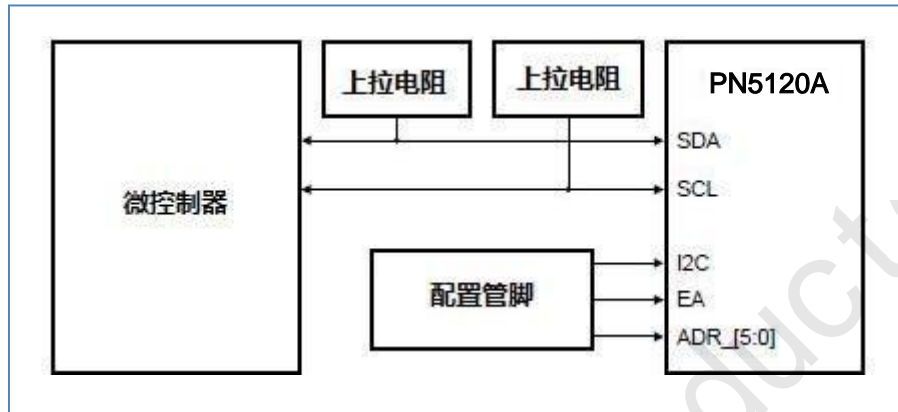 上拉电阻
上拉电阻
PN5120A
SDA
SCL
微控制器
I2C
配置管脚
EA
ADR_[5:0]